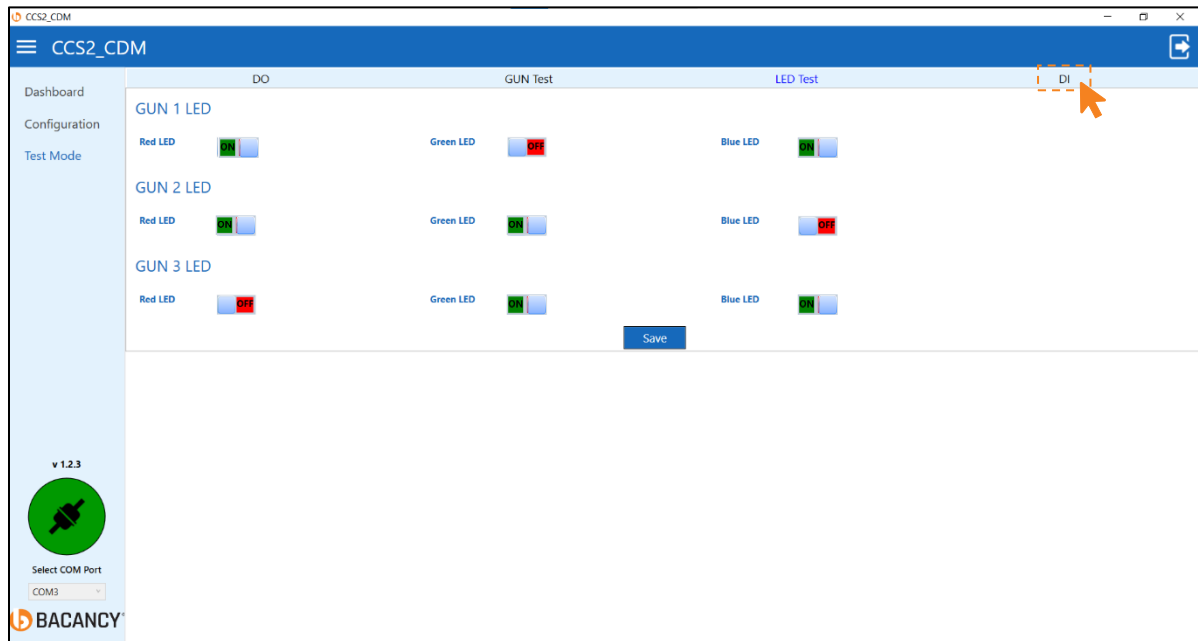 CCS2_CDM
CCS2_CDM
Dashboard
Configuration
Test Mode
DO GUN Test LED Test DI
GUN 1 LED
Red LED ON Green LED OFF Blue LED ON
GUN 2 LED
Red LED ON Green LED ON Blue LED OFF
GUN 3 LED
Red LED OFF Green LED ON Blue LED ON
Save
v 1.2.3
Select COM Port
COM3
BACANCY